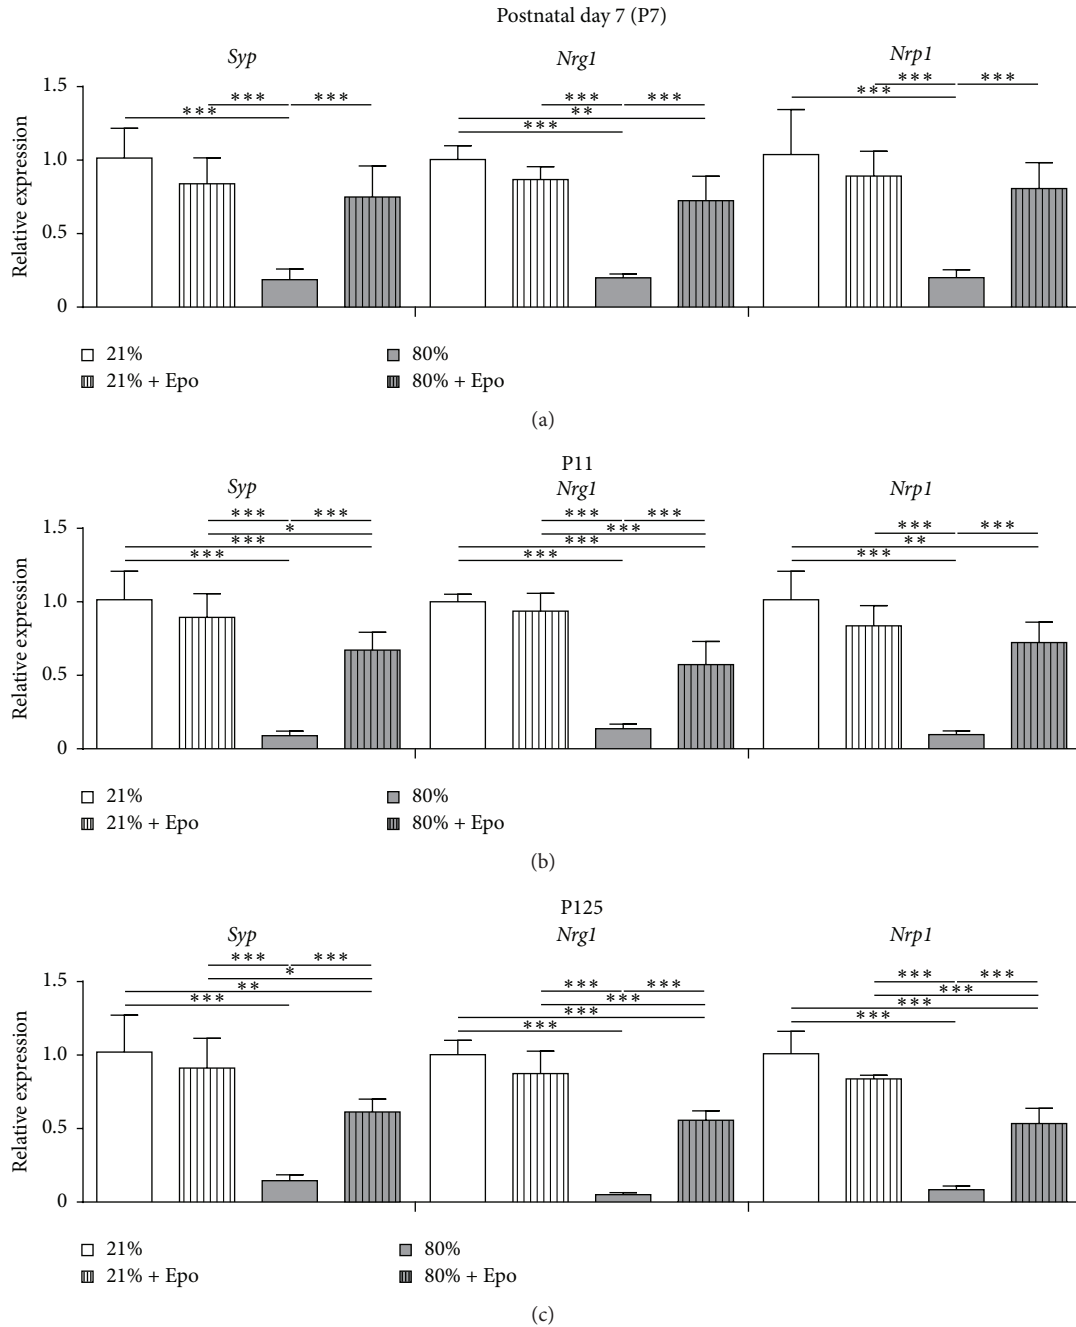 Postnatal day 7 (P7)
Syp Nrg1 Nrp1
Relative expression
1.5
1.0
0.5
0
*** *** *** *** *** ***
*** ** ***
***
21% 80%
21% + Epo 80% + Epo
(a)
P11
Syp Nrg1 Nrp1
Relative expression
1.5
1.0
0.5
0
*** *** *** *** *** ***
* *** **
*** *** ***
*** ***
21% 80%
21% + Epo 80% + Epo
(b)
P125
Syp Nrg1 Nrp1
Relative expression
1.5
1.0
0.5
0
*** *** *** *** *** ***
* *** ***
** *** ***
*** *** ***
21% 80%
21% + Epo 80% + Epo
(c)